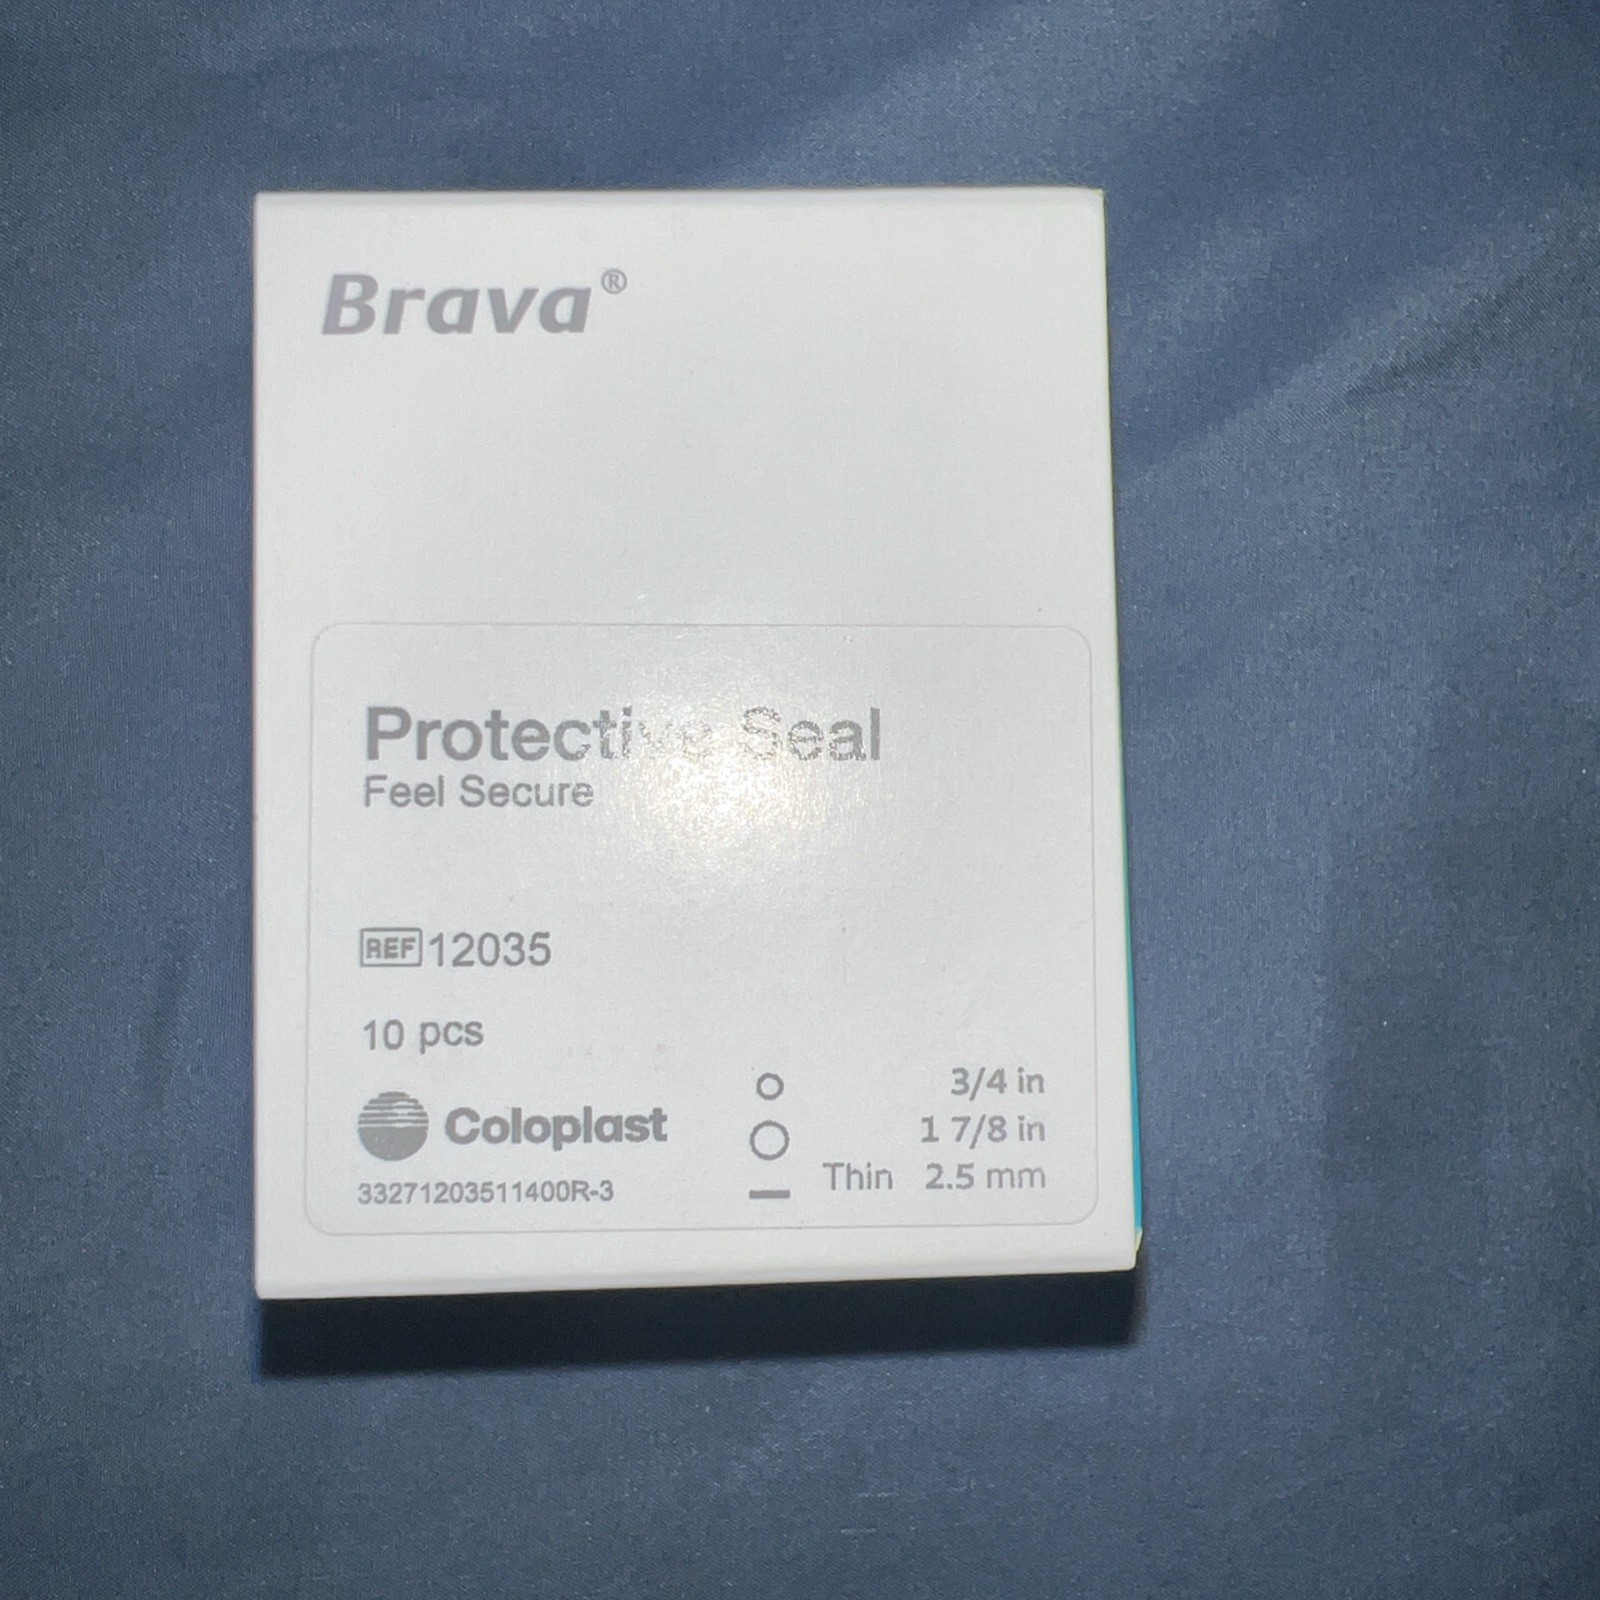 Brava®
Protective Seal
Feel Secure
REF 12035
10 pcs
Coloplast
33271203511400R-3
3/4 in
1 7/8 in
Thin 2.5 mm